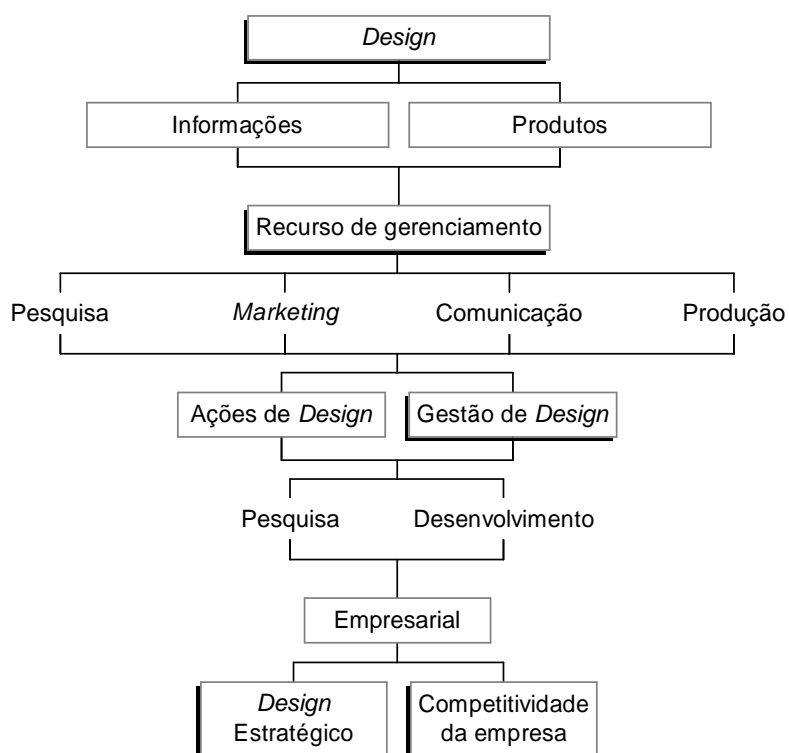 Design
Informações
Produtos
Recurso de gerenciamento
Pesquisa
Marketing
Comunicação
Produção
Ações de Design
Gestão de Design
Pesquisa
Desenvolvimento
Empresarial
Design
Estratégico
Competitividade
da empresa